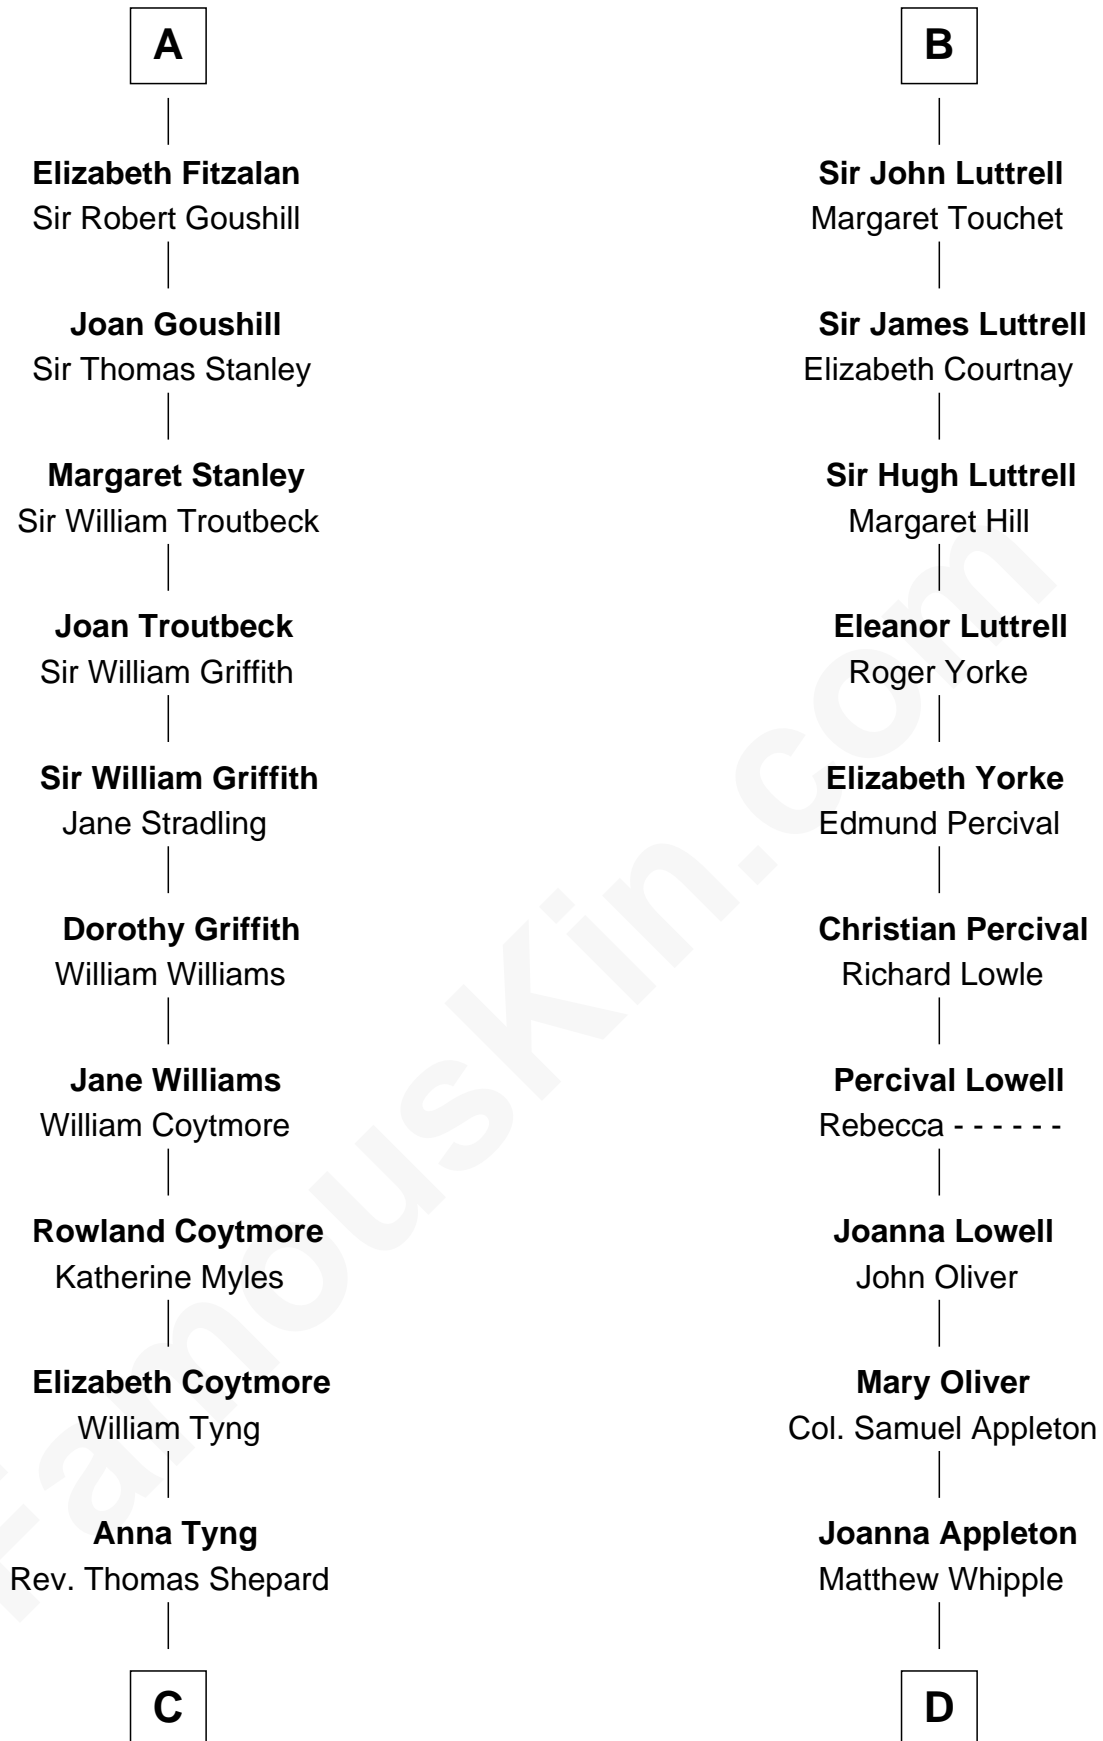 A
Elizabeth Fitzalan
Sir Robert Goushill
Joan Goushill
Sir Thomas Stanley
Margaret Stanley
Sir William Troutbeck
Joan Troutbeck
Sir William Griffith
Sir William Griffith
Jane Stradling
Dorothy Griffith
William Williams
Jane Williams
William Coytmore
Rowland Coytmore
Katherine Myles
Elizabeth Coytmore
William Tyng
Anna Tyng
Rev. Thomas Shepard
C
B
Sir John Luttrell
Margaret Touchet
Sir James Luttrell
Elizabeth Courtnay
Sir Hugh Luttrell
Margaret Hill
Eleanor Luttrell
Roger Yorke
Elizabeth Yorke
Edmund Percival
Christian Percival
Richard Lowle
Percival Lowell
Rebecca - - - - - -
Joanna Lowell
John Oliver
Mary Oliver
Col. Samuel Appleton
Joanna Appleton
Matthew Whipple
D
FamousKin.com